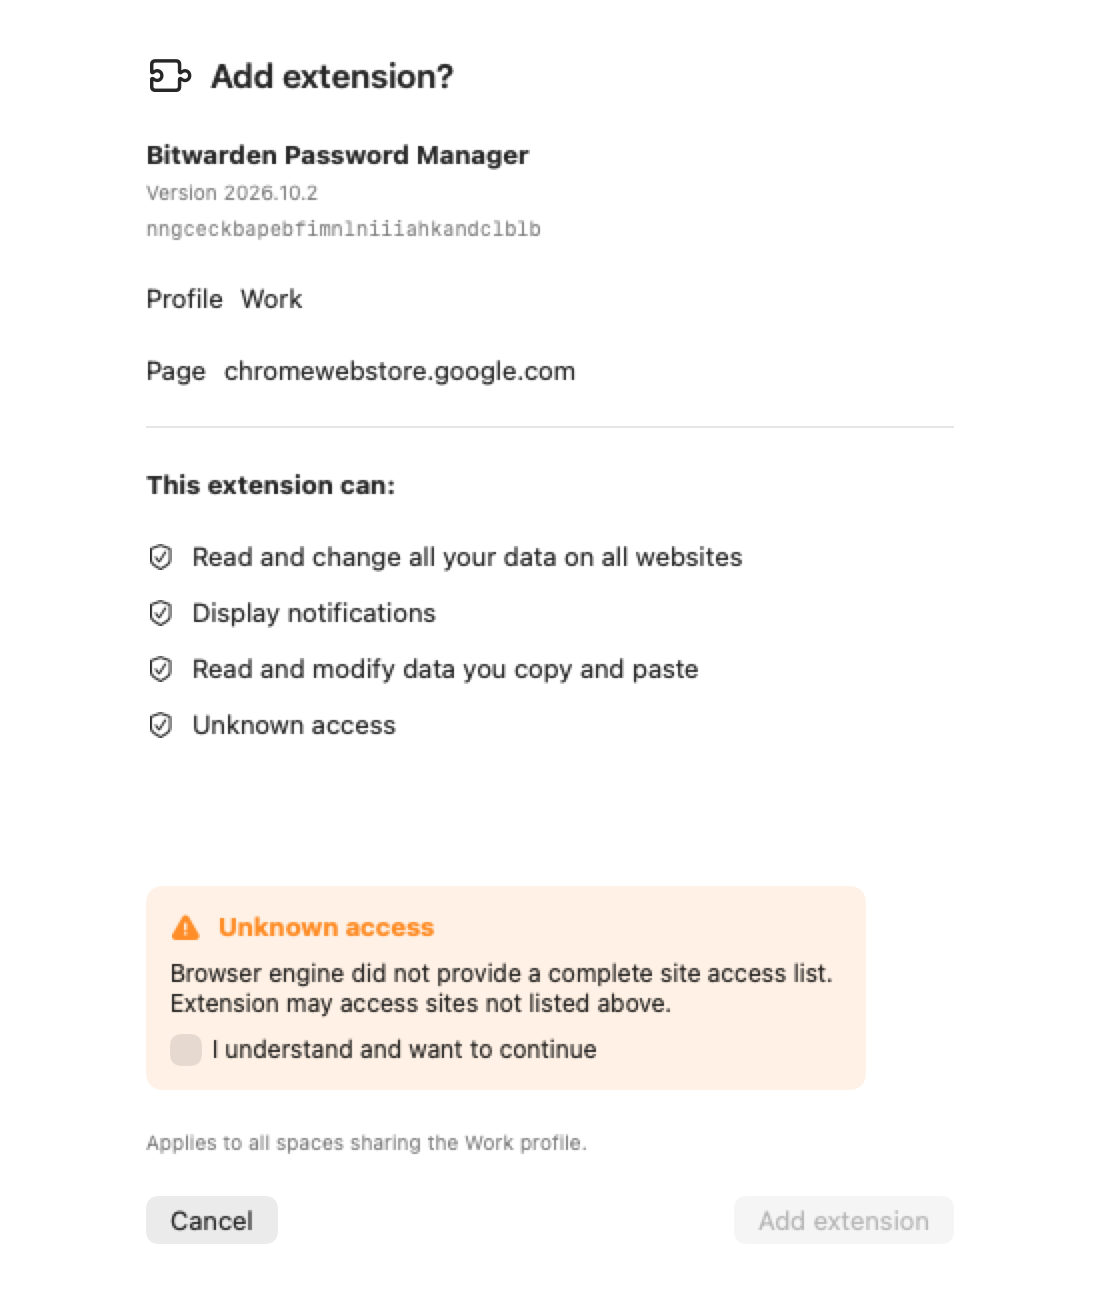 Add extension?
Bitwarden Password Manager
Version 2026.10.2
nngceckbapebfimnlniiiahkandclblb
Profile Work
Page chromewebstore.google.com
This extension can:
Read and change all your data on all websites
Display notifications
Read and modify data you copy and paste
Unknown access
Unknown access
Browser engine did not provide a complete site access list.
Extension may access sites not listed above.
I understand and want to continue
Applies to all spaces sharing the Work profile.
Cancel
Add extension